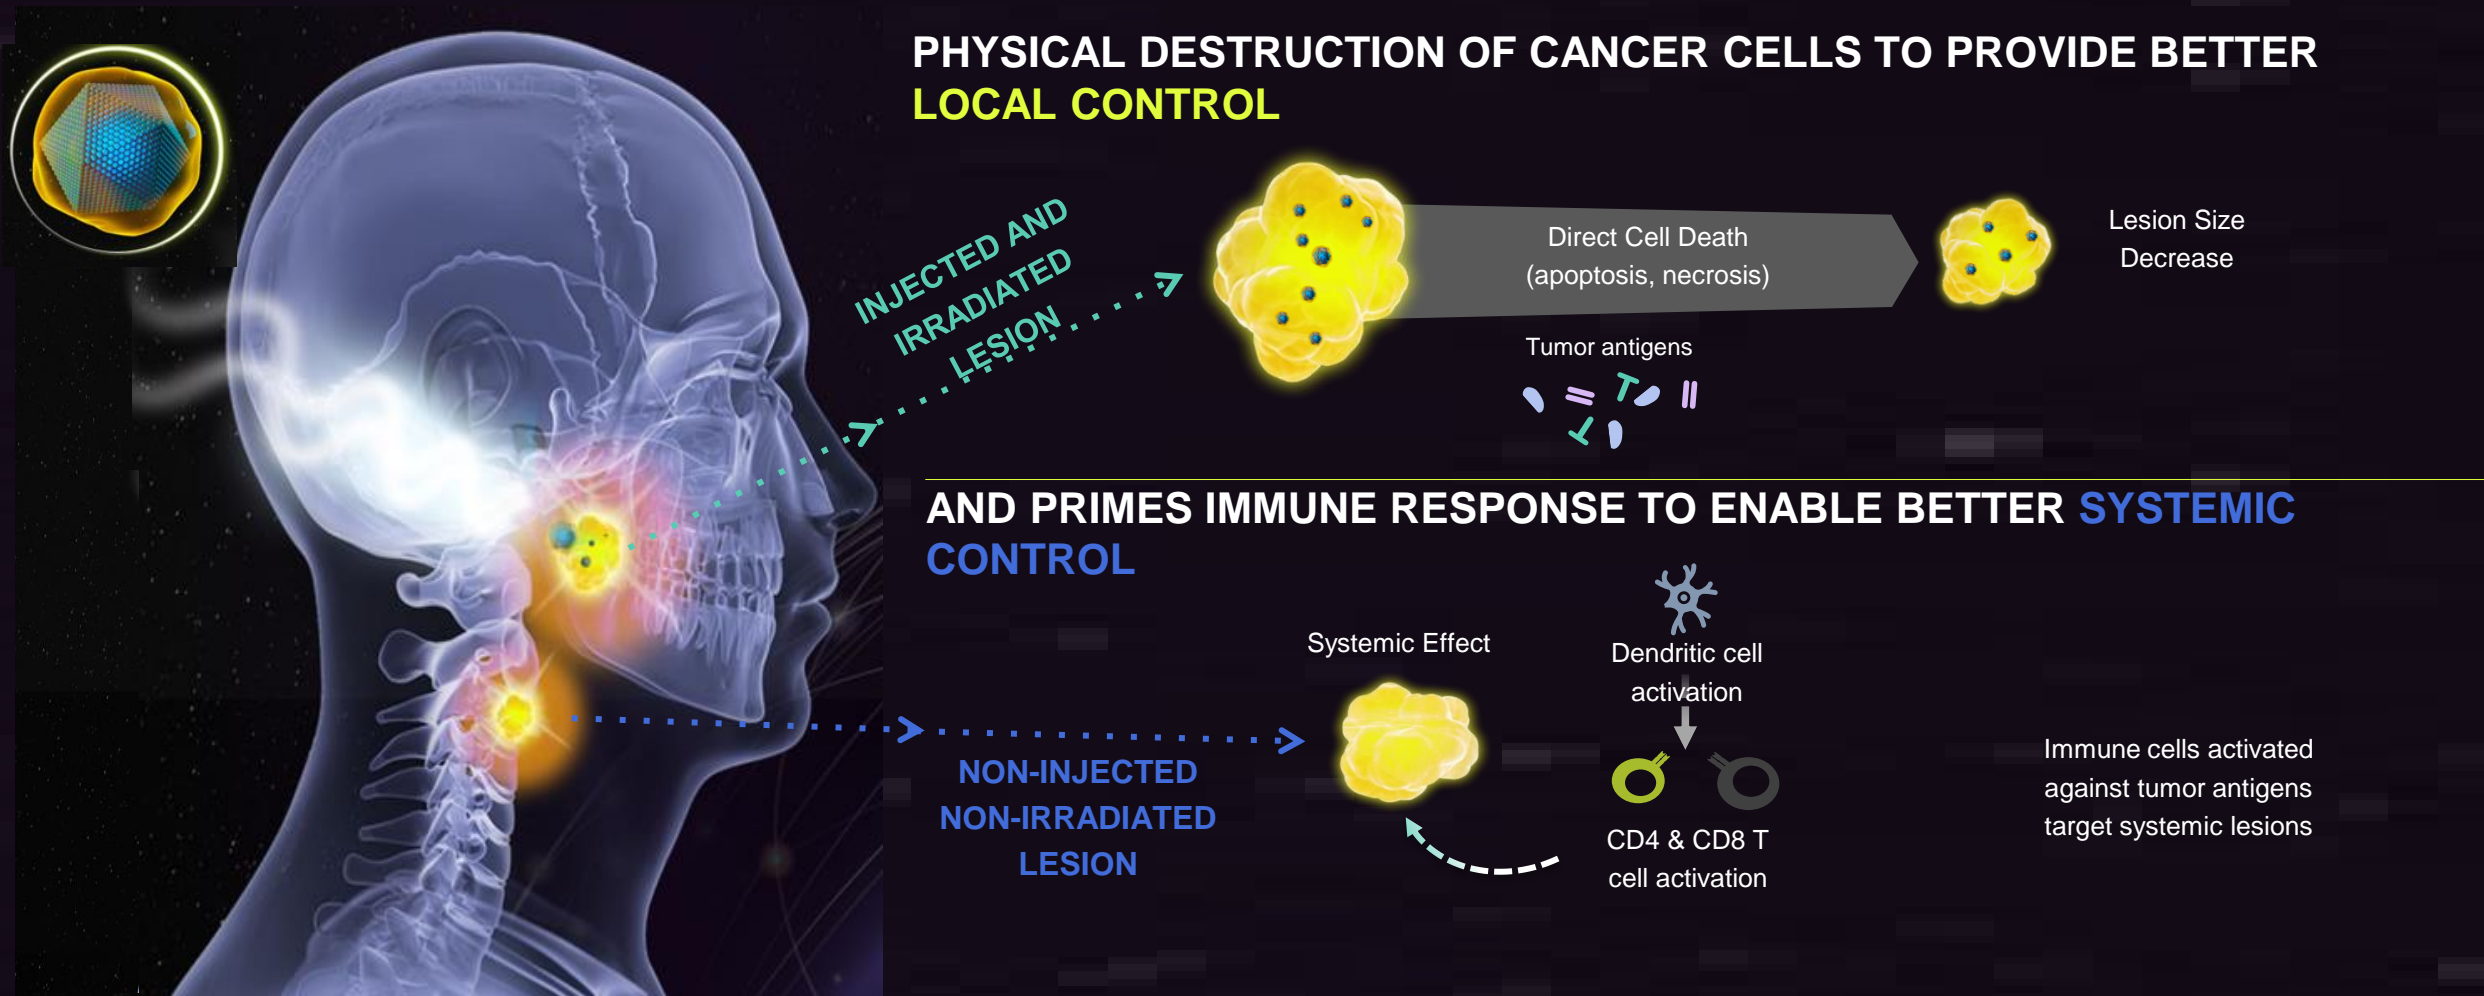 PHYSICAL DESTRUCTION OF CANCER CELLS TO PROVIDE BETTER
LOCAL CONTROL
INJECTED AND
IRRADIATED
LESION
Direct Cell Death
(apoptosis, necrosis)
Lesion Size
Decrease
Tumor antigens
AND PRIMES IMMUNE RESPONSE TO ENABLE BETTER SYSTEMIC
CONTROL
Systemic Effect
Dendritic cell
activation
NON-INJECTED
NON-IRRADIATED
LESION
CD4 & CD8 T
cell activation
Immune cells activated
against tumor antigens
target systemic lesions